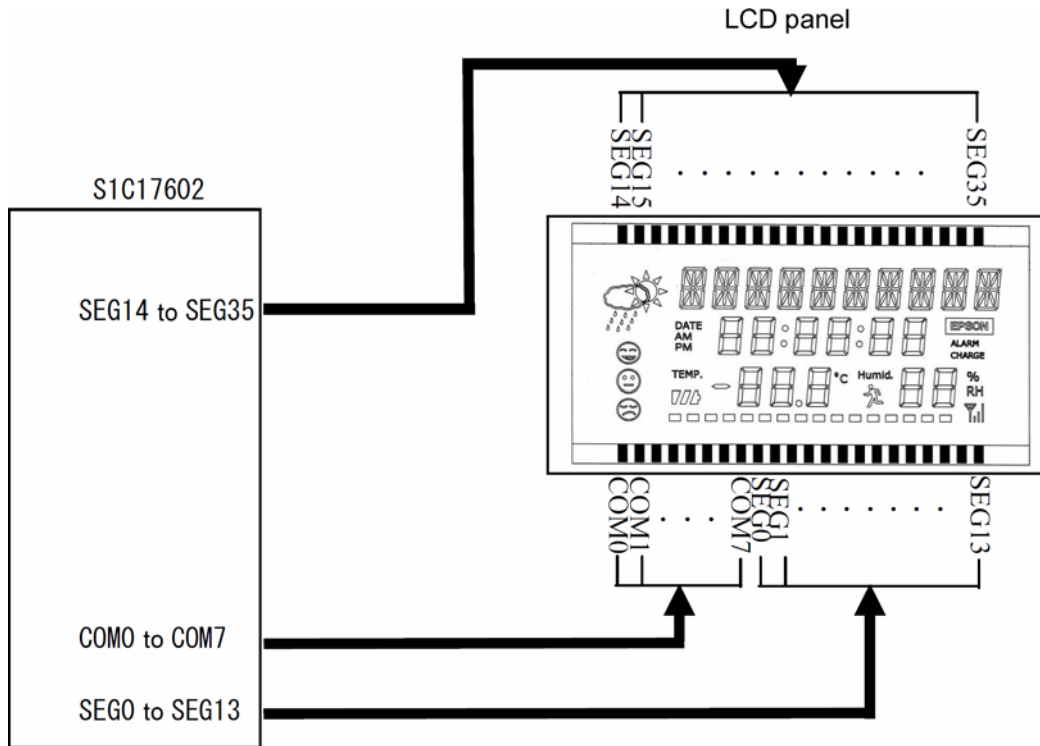 LCD panel
SEG14
SEG15
SEG35
S1C17602
SEG14 to SEG35
DATE
AM
PM
EPSON
ALARM
CHARGE
TEMP.
°C
Humid.
%
RH
COM0
COM1
COM7
SEG0
SEG1
SEG13
COM0 to COM7
SEG0 to SEG13